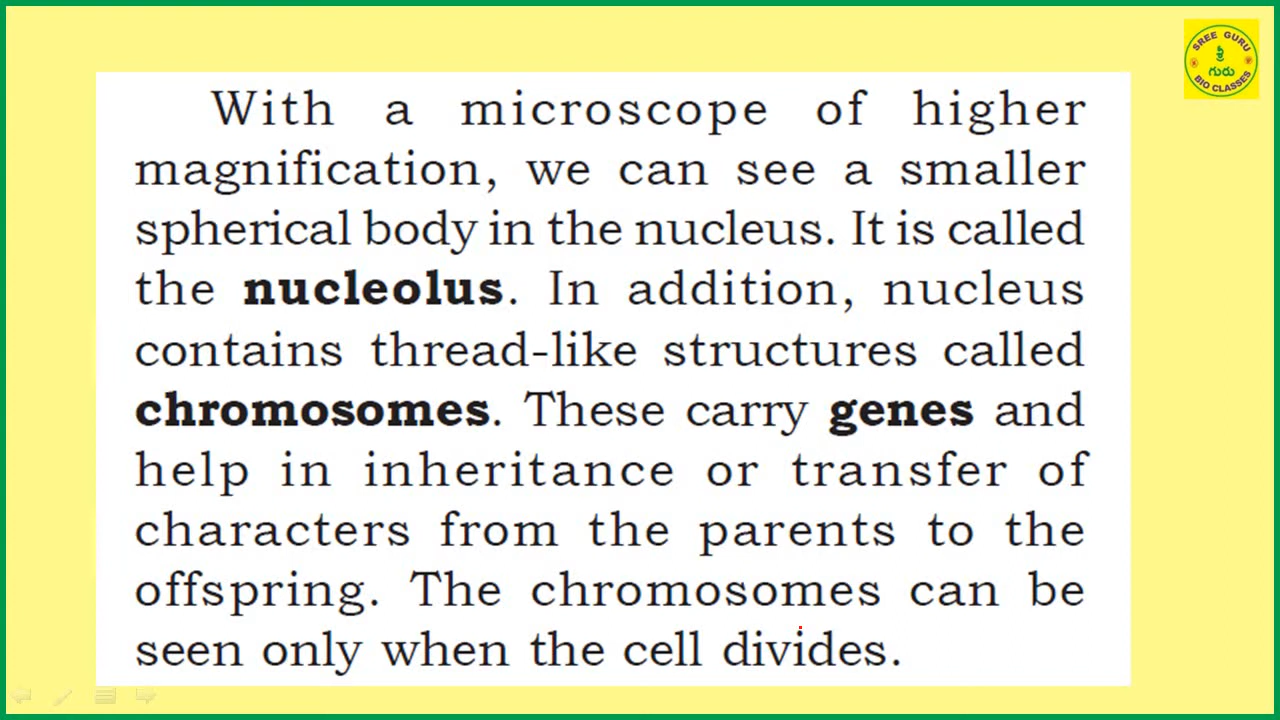 SREE GURU
శ్రీ
గురు
BIO CLASSES
With a microscope of higher
magnification, we can see a smaller
spherical body in the nucleus. It is called
the nucleolus. In addition, nucleus
contains thread-like structures called
chromosomes. These carry genes and
help in inheritance or transfer of
characters from the parents to the
offspring. The chromosomes can be
seen only when the cell divides.